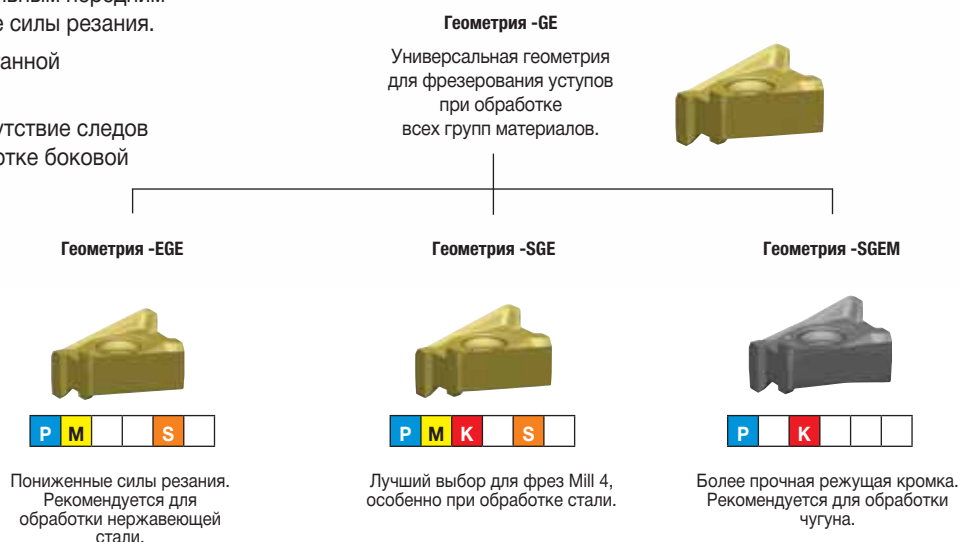 льным передним
е силы резания.
анной
утствие следов
отке боковой
Геометрия -GE
Универсальная геометрия
для фрезерования уступов
при обработке
всех групп материалов.
Геометрия -EGE
Геометрия -SGE
Геометрия -SGEM
P M S
P M K S
P K
Пониженные силы резания.
Рекомендуется для
обработки нержавеющей
стали.
Лучший выбор для фрез Mill 4,
особенно при обработке стали.
Более прочная режущая кромка.
Рекомендуется для обработки
чугуна.